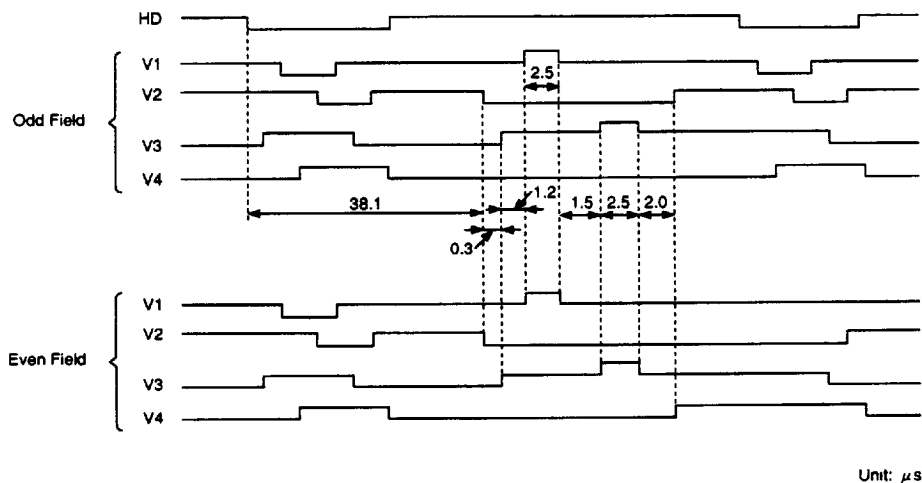 HD
Odd Field
V1
2.5
V2
V3
V4
38.1
1.2
0.3
1.5
2.5
2.0
Even Field
V1
V2
V3
V4
Unit: μs